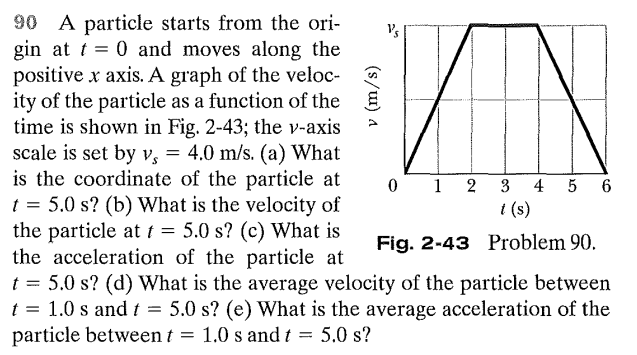 90 A particle starts from the ori-
gin at t = 0 and moves along the
positive x axis. A graph of the veloc-
ity of the particle as a function of the
time is shown in Fig. 2-43; the v-axis
scale is set by vₛ = 4.0 m/s. (a) What
is the coordinate of the particle at
t = 5.0 s? (b) What is the velocity of
the particle at t = 5.0 s? (c) What is
the acceleration of the particle at
t = 5.0 s? (d) What is the average velocity of the particle between
t = 1.0 s and t = 5.0 s? (e) What is the average acceleration of the
particle between t = 1.0 s and t = 5.0 s?
vₛ
v (m/s)
0 1 2 3 4 5 6
t (s)
Fig. 2-43 Problem 90.